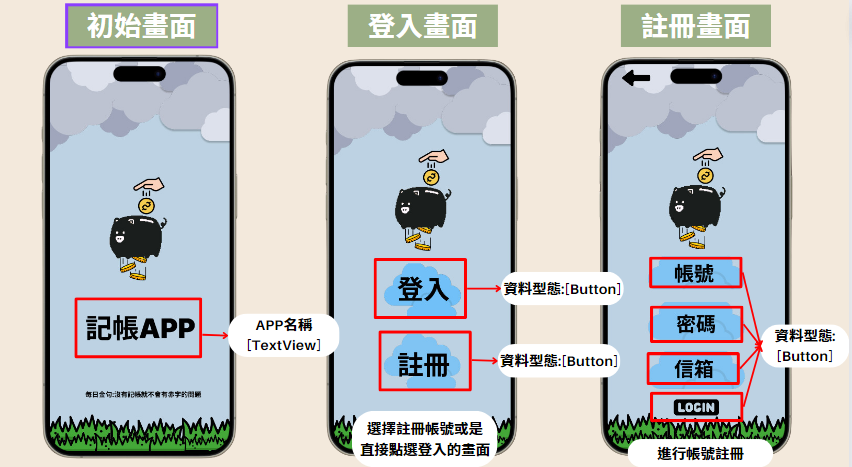 初始畫面
登入畫面
註冊畫面
記帳APP
APP名稱
[TextView]
每日金句:沒有記帳就不會有赤字的問題
登入
資料型態:[Button]
註冊
資料型態:[Button]
選擇註冊帳號或是
直接點選登入的畫面
帳號
密碼
信箱
LOGIN
資料型態:
[Button]
進行帳號註冊